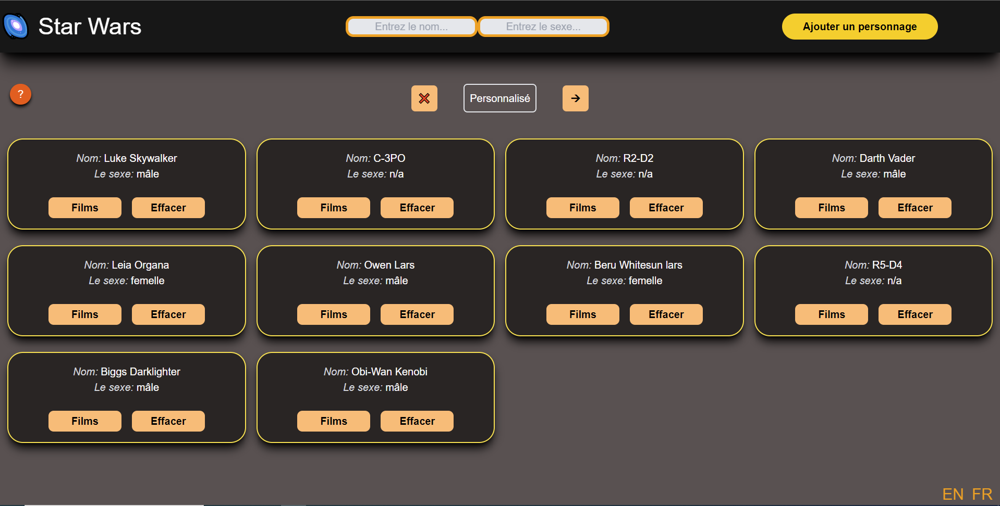 Star Wars
Entrez le nom... Entrez le sexe...
Ajouter un personnage
?
Personnalisé
Nom: Luke Skywalker
Le sexe: mâle
Films Effacer
Nom: C-3PO
Le sexe: n/a
Films Effacer
Nom: R2-D2
Le sexe: n/a
Films Effacer
Nom: Darth Vader
Le sexe: mâle
Films Effacer
Nom: Leia Organa
Le sexe: femelle
Films Effacer
Nom: Owen Lars
Le sexe: mâle
Films Effacer
Nom: Beru Whitesun lars
Le sexe: femelle
Films Effacer
Nom: R5-D4
Le sexe: n/a
Films Effacer
Nom: Biggs Darklighter
Le sexe: mâle
Films Effacer
Nom: Obi-Wan Kenobi
Le sexe: mâle
Films Effacer
EN FR